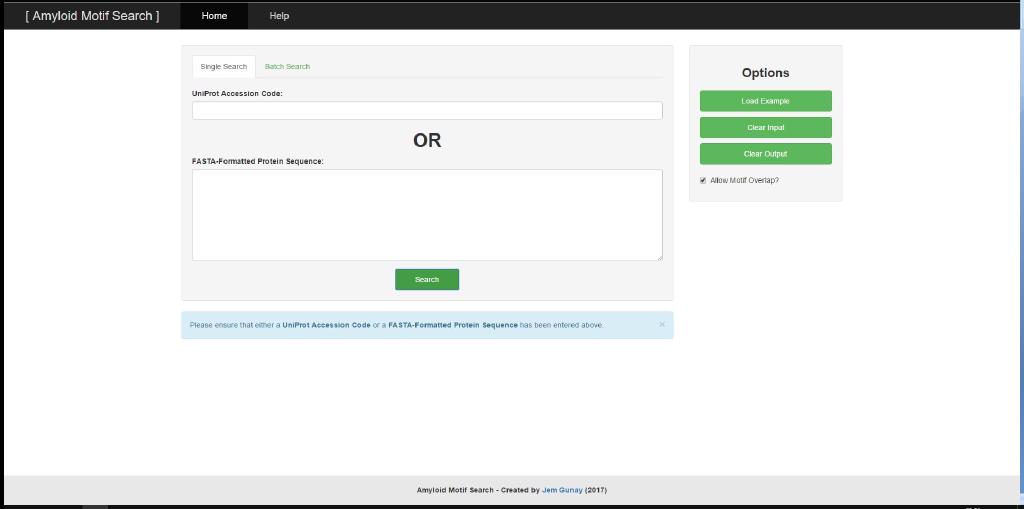 [ Amyloid Motif Search ] Home Help
Single Search Batch Search
UniProt Accession Code:
OR
FASTA-Formatted Protein Sequence:
Search
Please ensure that either a UniProt Accession Code or a FASTA-Formatted Protein Sequence has been entered above. ×
Options
Load Example
Clear Input
Clear Output
Allow Motif Overlap?
Amyloid Motif Search - Created by Jem Gunay (2017)